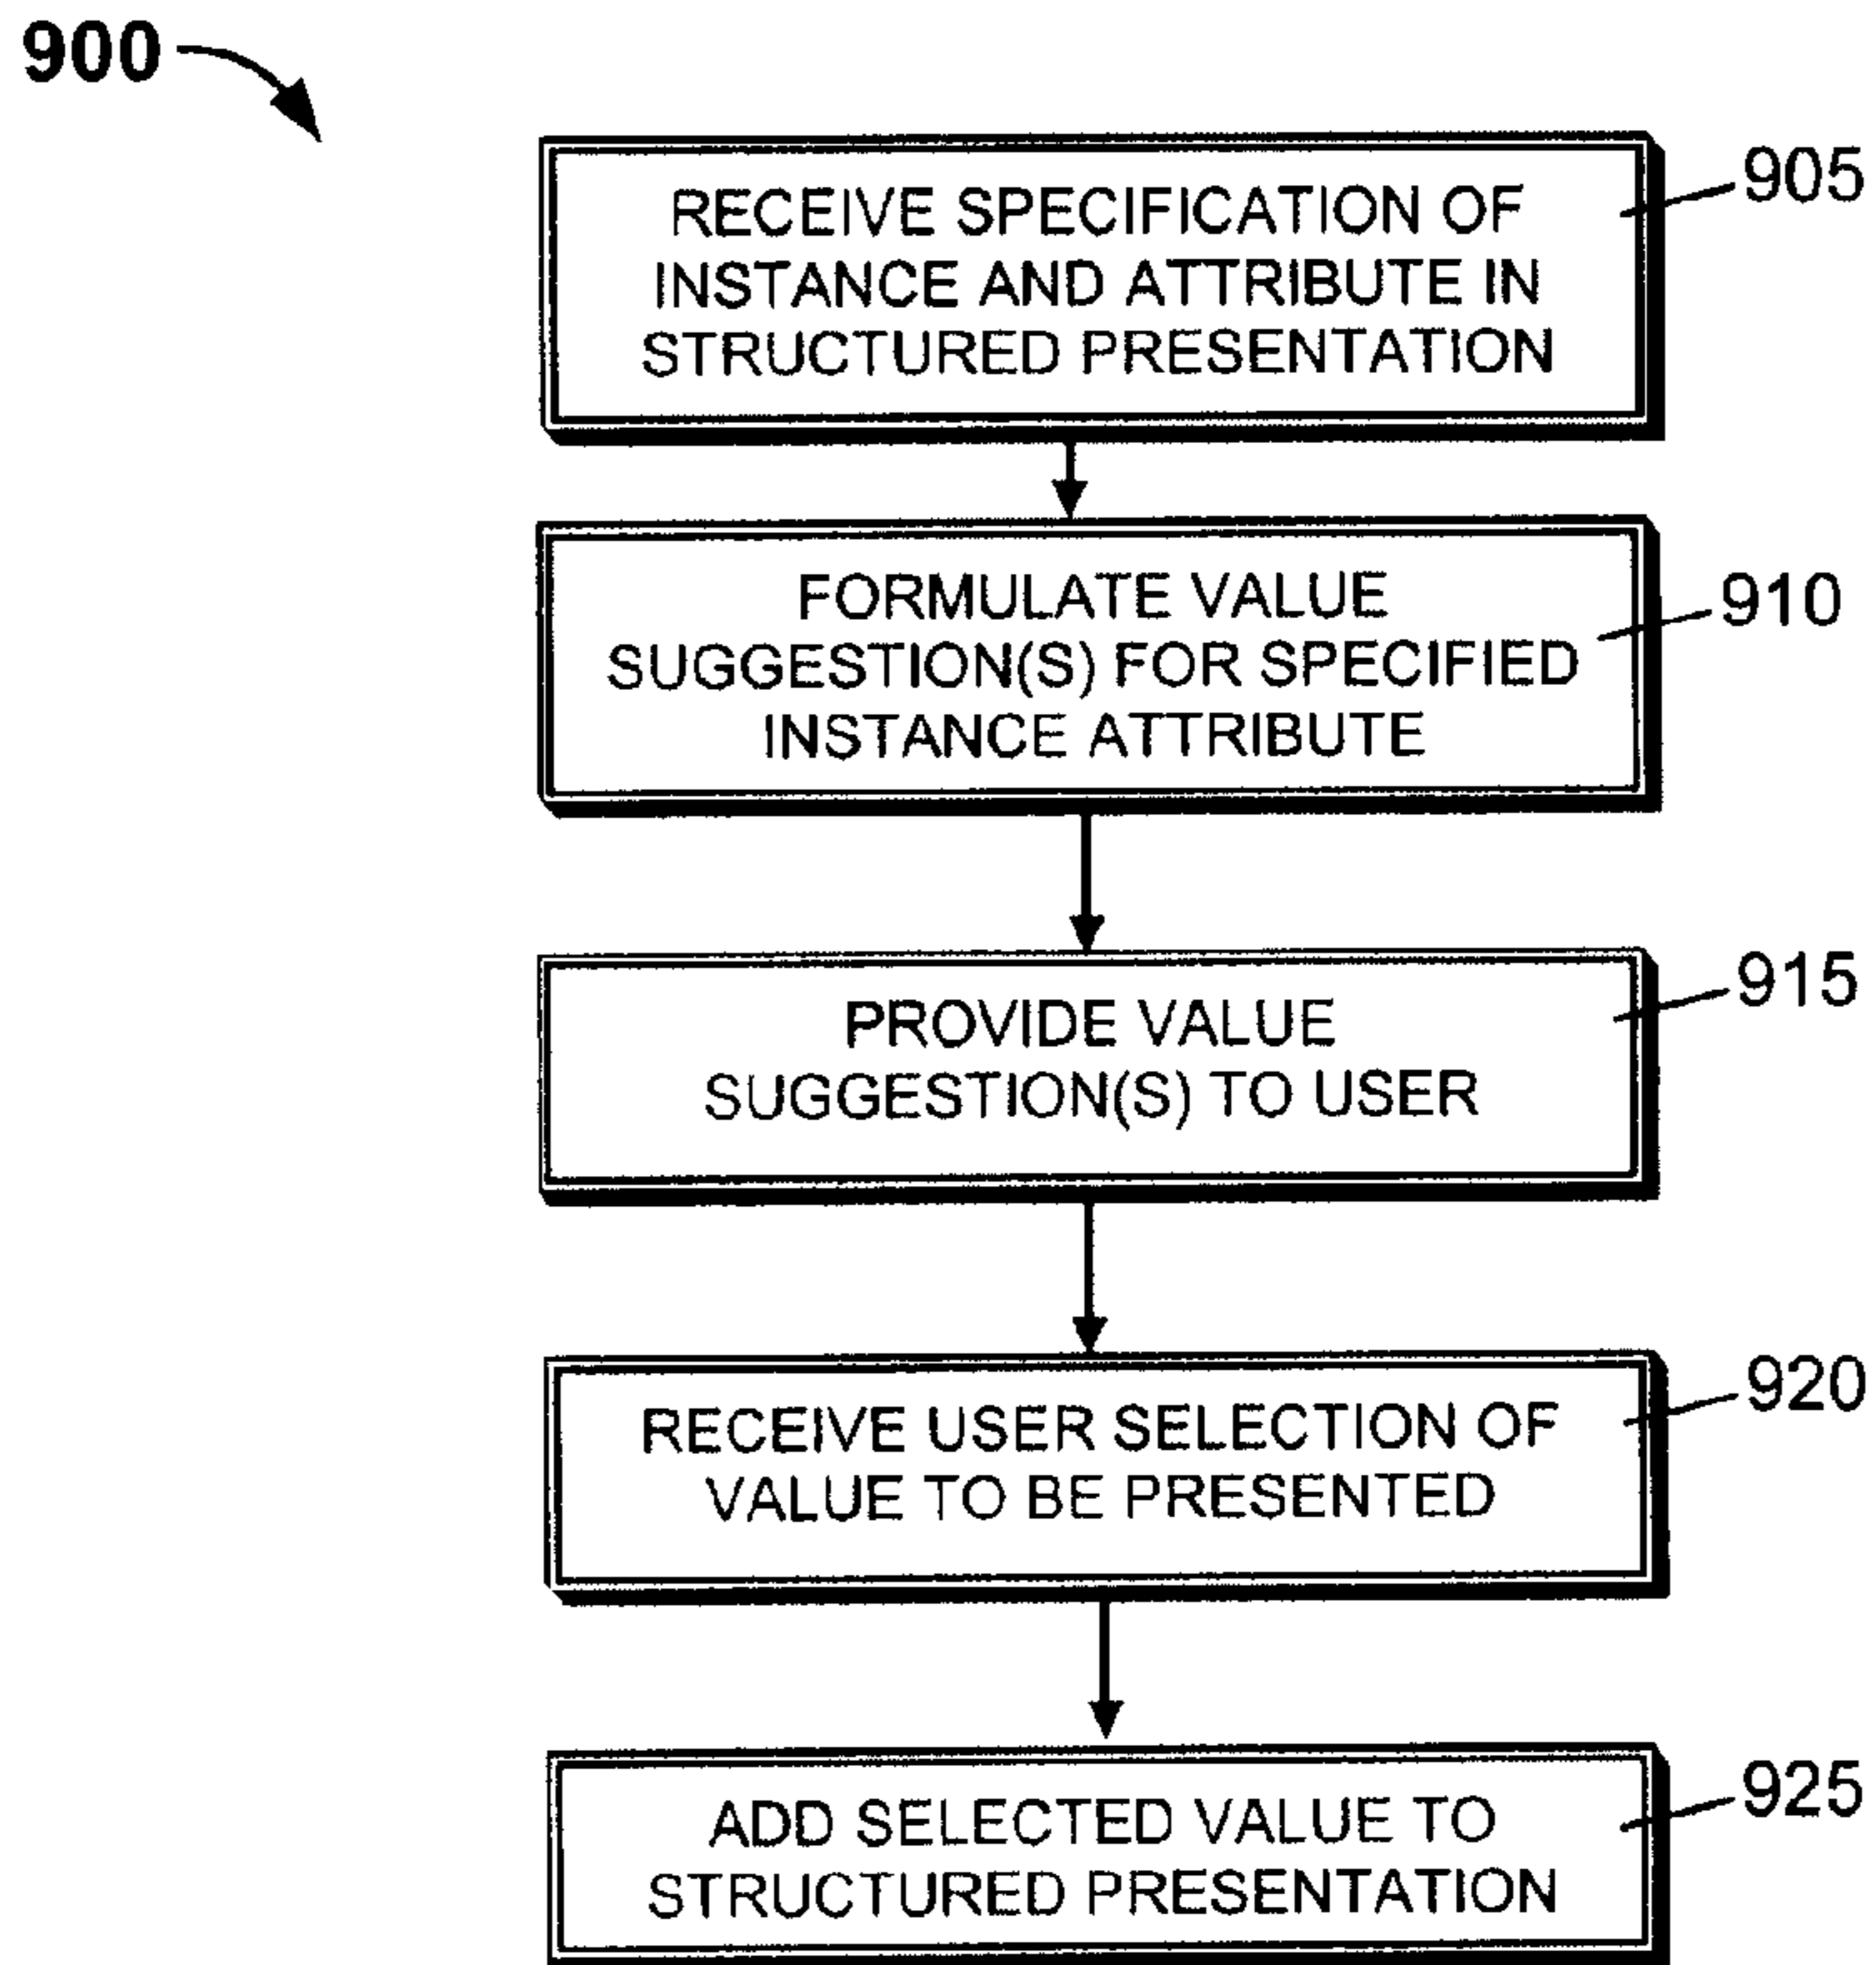 900
RECEIVE SPECIFICATION OF
INSTANCE AND ATTRIBUTE IN
STRUCTURED PRESENTATION
905
FORMULATE VALUE
SUGGESTION(S) FOR SPECIFIED
INSTANCE ATTRIBUTE
910
PROVIDE VALUE
SUGGESTION(S) TO USER
915
RECEIVE USER SELECTION OF
VALUE TO BE PRESENTED
920
ADD SELECTED VALUE TO
STRUCTURED PRESENTATION
925